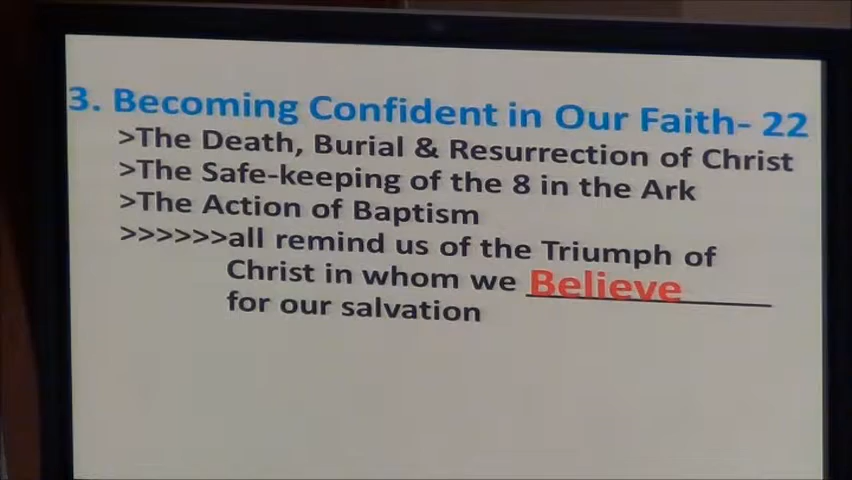 3. Becoming Confident in Our Faith- 22
>The Death, Burial & Resurrection of Christ
>The Safe-keeping of the 8 in the Ark
>The Action of Baptism
>>>>>>all remind us of the Triumph of
Christ in whom we Believe
for our salvation